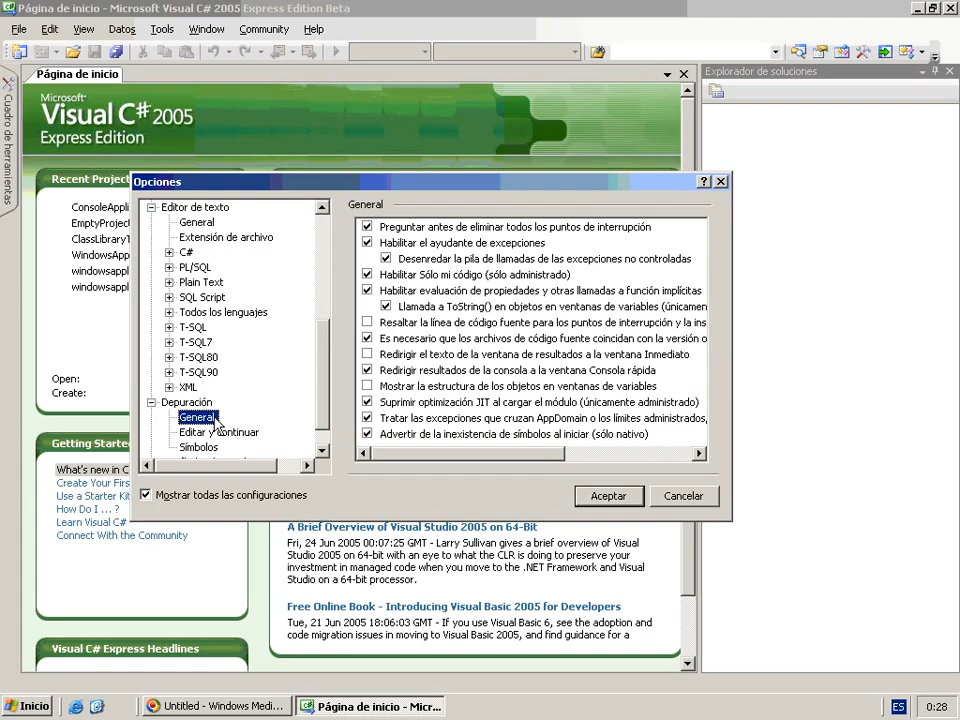 Página de inicio - Microsoft Visual C# 2005 Express Edition Beta
File Edit View Datos Tools Window Community Help
Página de inicio
Explorador de soluciones
Cuadro de herramientas
Microsoft
Visual C# 2005
Express Edition
Recent Project
ConsoleAppli
EmptyProjec
ClassLibraryT
WindowsApp
windowsappl
windowsappl
Open:
Create:
Getting Starte
What's new in C
Create Your Firs
Use a Starter Kit
How Do I ... ?
Learn Visual C#
Connect With the Community
Visual C# Express Headlines
Opciones
Editor de texto
General
Extensión de archivo
C#
PL/SQL
Plain Text
SQL Script
Todos los lenguajes
T-SQL
T-SQL7
T-SQL80
T-SQL90
XML
Depuración
General
Editar y continuar
Símbolos
Mostrar todas las configuraciones
General
Preguntar antes de eliminar todos los puntos de interrupción
Habilitar el ayudante de excepciones
Desenredar la pila de llamadas de las excepciones no controladas
Habilitar Sólo mi código (sólo administrado)
Habilitar evaluación de propiedades y otras llamadas a función implícitas
Llamada a ToString() en objetos en ventanas de variables (únicamen
Resaltar la línea de código fuente para los puntos de interrupción y la ins
Es necesario que los archivos de código fuente coincidan con la versión o
Redirigir el texto de la ventana de resultados a la ventana Inmediato
Redirigir resultados de la consola a la ventana Consola rápida
Mostrar la estructura de los objetos en ventanas de variables
Suprimir optimización JIT al cargar el módulo (únicamente administrado)
Tratar las excepciones que cruzan AppDomain o los límites administrados,
Advertir de la inexistencia de símbolos al iniciar (sólo nativo)
Aceptar Cancelar
A Brief Overview of Visual Studio 2005 on 64-Bit
Fri, 24 Jun 2005 00:07:25 GMT - Larry Sullivan gives a brief overview of Visual
Studio 2005 on 64-bit with an eye to what the CLR is doing to preserve your
investment in managed code when you move to the .NET Framework and Visual
Studio on a 64-bit processor.
Free Online Book - Introducing Visual Basic 2005 for Developers
Tue, 21 Jun 2005 18:06:03 GMT - If you use Visual Basic 6, see the adoption and
code migration issues in moving to Visual Basic 2005, and find guidance for a
Inicio
Untitled - Windows Medi...
Página de inicio - Micr...
ES
0:28